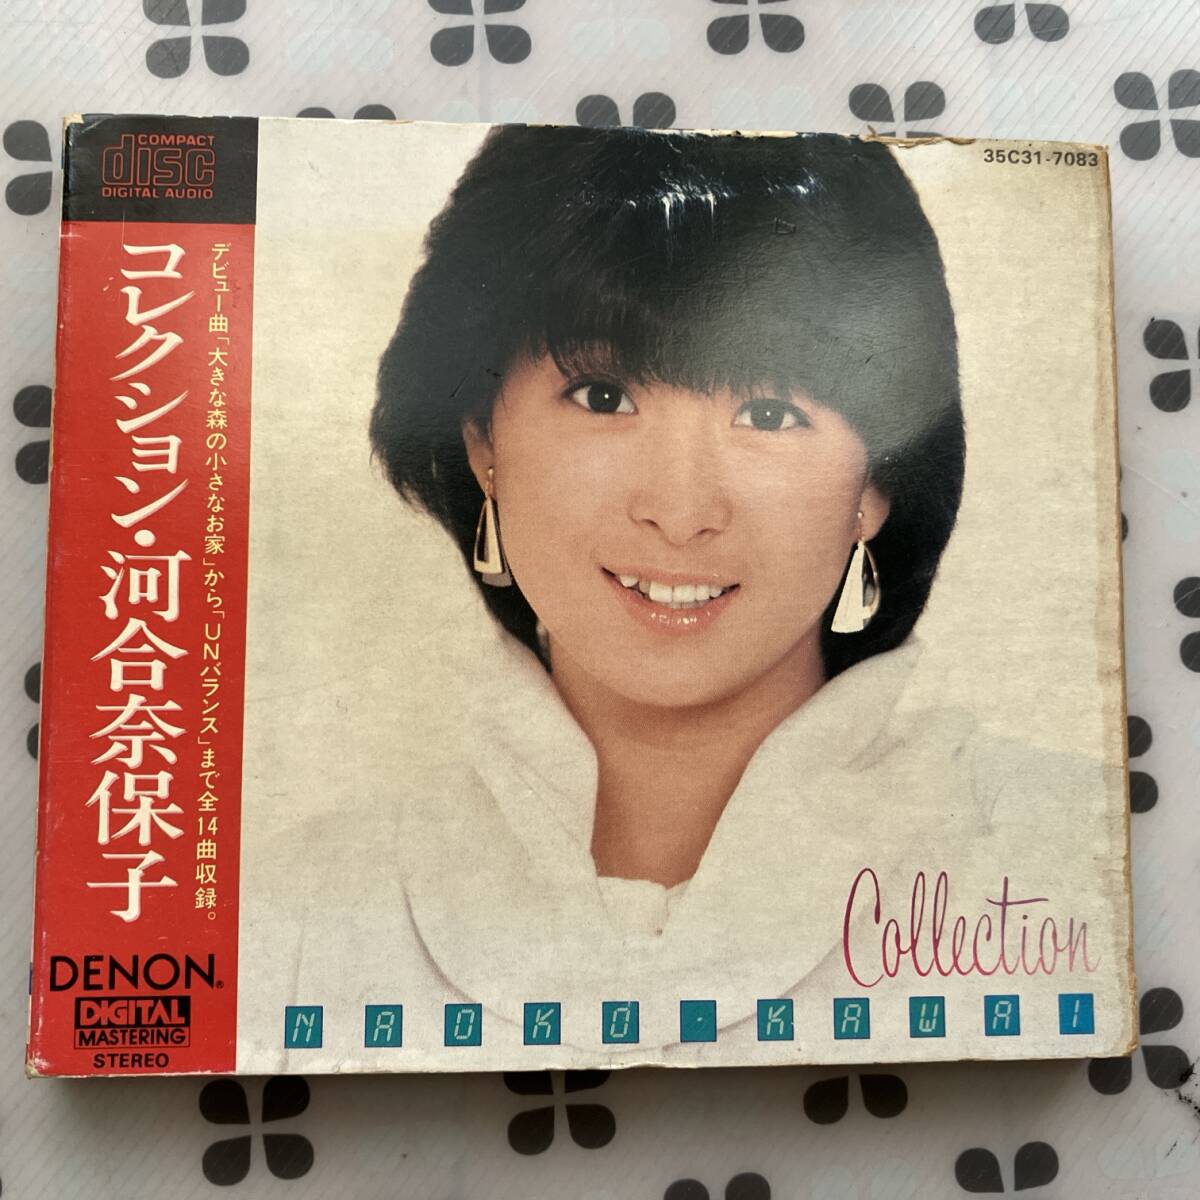 COMPACT
disc
DIGITAL AUDIO
35C31-7083
コレクション・河合奈保子
デビュー曲「大きな森の小さなお家」から「UNバランス」まで全14曲収録。
DENON®
DIGITAL
MASTERING
STEREO
Collection
NAOKO・KAWAI